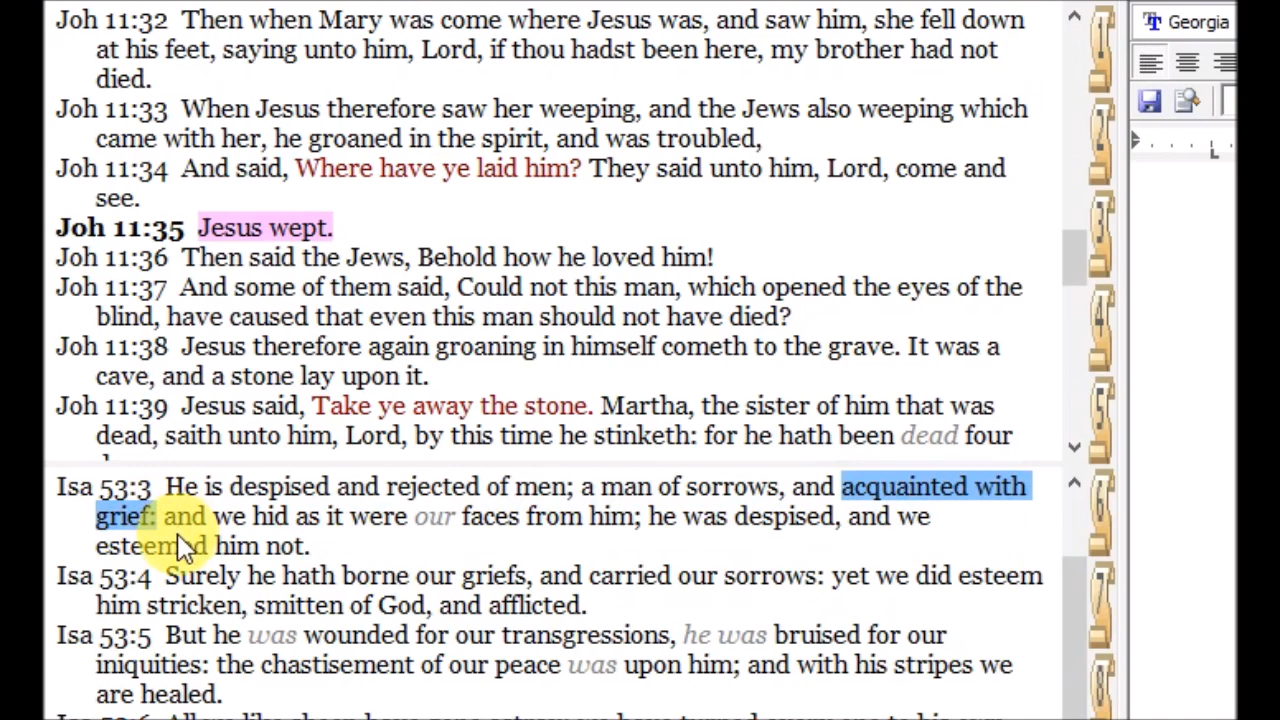 Joh 11:32 Then when Mary was come where Jesus was, and saw him, she fell down
at his feet, saying unto him, Lord, if thou hadst been here, my brother had not
died.
Joh 11:33 When Jesus therefore saw her weeping, and the Jews also weeping which
came with her, he groaned in the spirit, and was troubled,
Joh 11:34 And said, Where have ye laid him? They said unto him, Lord, come and
see.
Joh 11:35 Jesus wept.
Joh 11:36 Then said the Jews, Behold how he loved him!
Joh 11:37 And some of them said, Could not this man, which opened the eyes of the
blind, have caused that even this man should not have died?
Joh 11:38 Jesus therefore again groaning in himself cometh to the grave. It was a
cave, and a stone lay upon it.
Joh 11:39 Jesus said, Take ye away the stone. Martha, the sister of him that was
dead, saith unto him, Lord, by this time he stinketh: for he hath been dead four
Isa 53:3 He is despised and rejected of men; a man of sorrows, and acquainted with
grief: and we hid as it were our faces from him; he was despised, and we
esteemed him not.
Isa 53:4 Surely he hath borne our griefs, and carried our sorrows: yet we did esteem
him stricken, smitten of God, and afflicted.
Isa 53:5 But he was wounded for our transgressions, he was bruised for our
iniquities: the chastisement of our peace was upon him; and with his stripes we
are healed.
1
2
3
4
5
6
7
8
Georgia